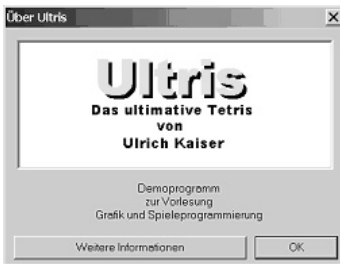 Über Ultris
Ultris
Das ultimative Tetris
von
Ulrich Kaiser
Demoprogramm
zur Vorlesung
Grafik und Spieleprogrammierung
Weitere Informationen
OK